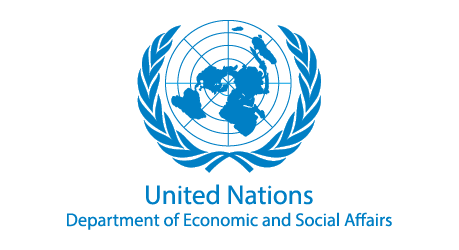 United Nations
Department of Economic and Social Affairs